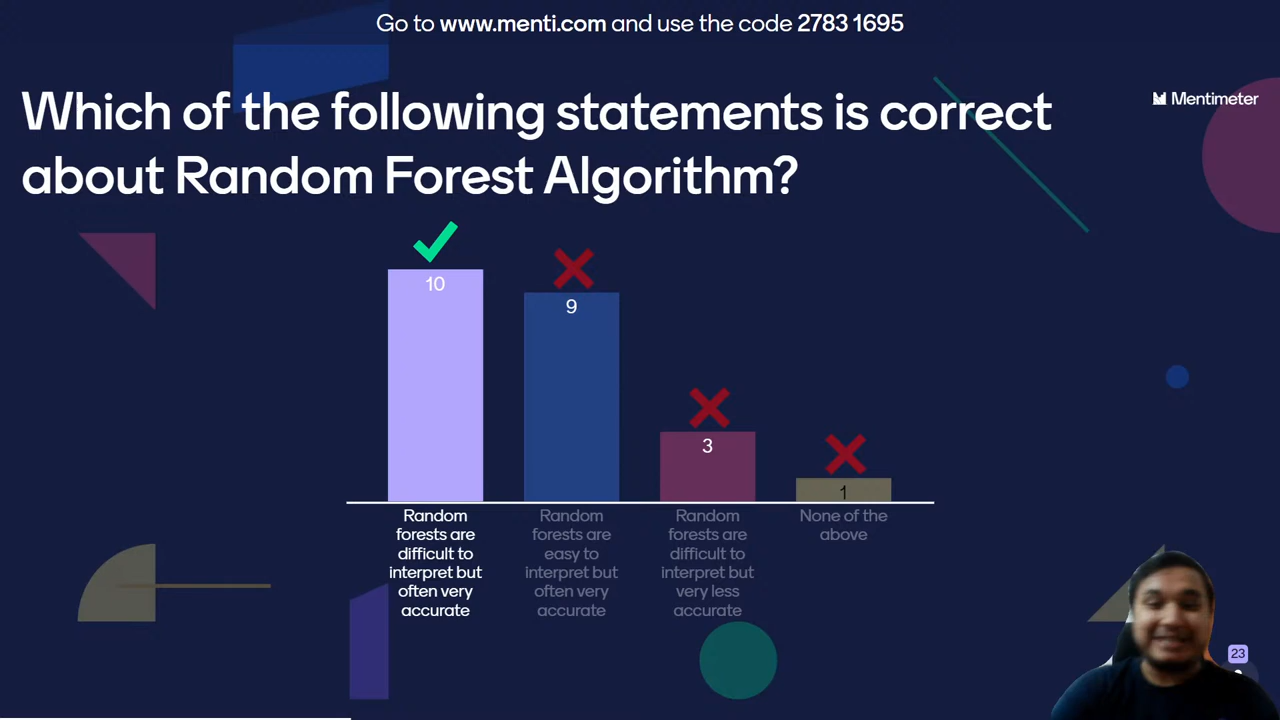 Go to www.menti.com and use the code 2783 1695
Which of the following statements is correct
about Random Forest Algorithm?
Mentimeter
10
9
3
1
Random
forests are
difficult to
interpret but
often very
accurate
Random
forests are
easy to
interpret but
often very
accurate
Random
forests are
difficult to
interpret but
very less
accurate
None of the
above
23